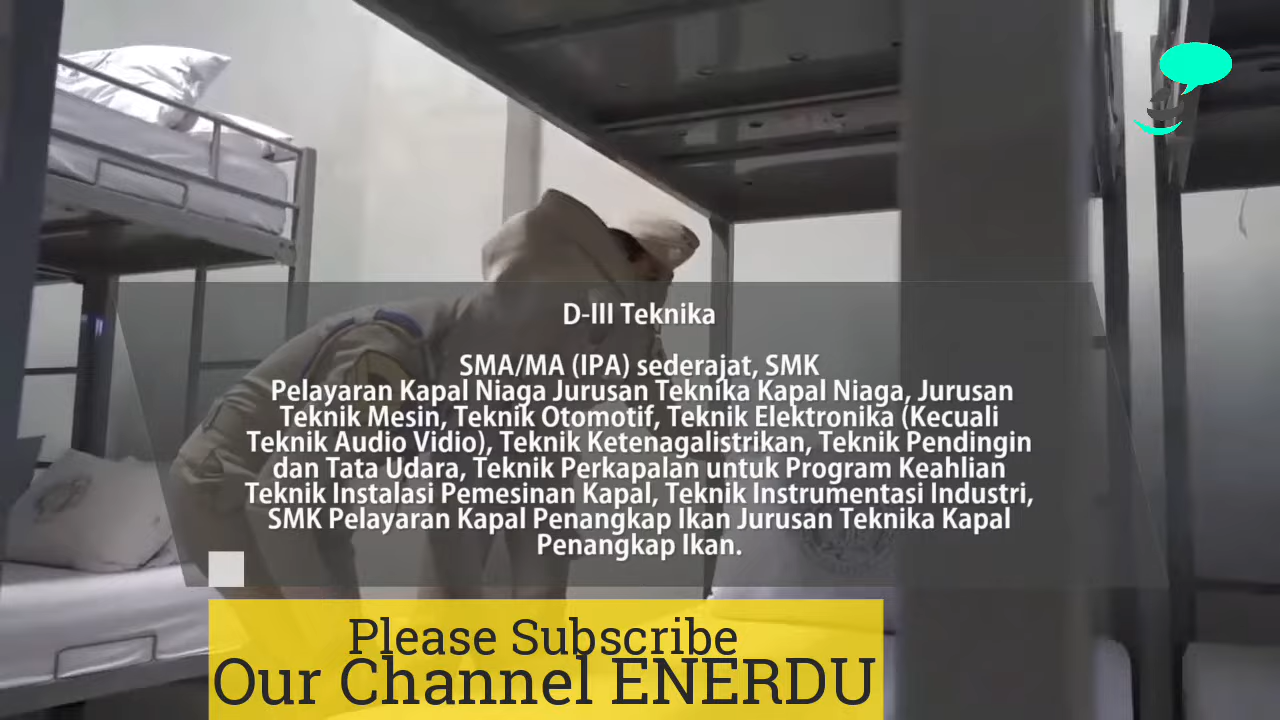 D-III Teknika
SMA/MA (IPA) sederajat, SMK
Pelayaran Kapal Niaga Jurusan Teknika Kapal Niaga, Jurusan
Teknik Mesin, Teknik Otomotif, Teknik Elektronika (Kecuali
Teknik Audio Vidio), Teknik Ketenagalistrikan, Teknik Pendingin
dan Tata Udara, Teknik Perkapalan untuk Program Keahlian
Teknik Instalasi Pemesinan Kapal, Teknik Instrumentasi Industri,
SMK Pelayaran Kapal Penangkap Ikan Jurusan Teknika Kapal
Penangkap Ikan.
Please Subscribe
Our Channel ENERDU